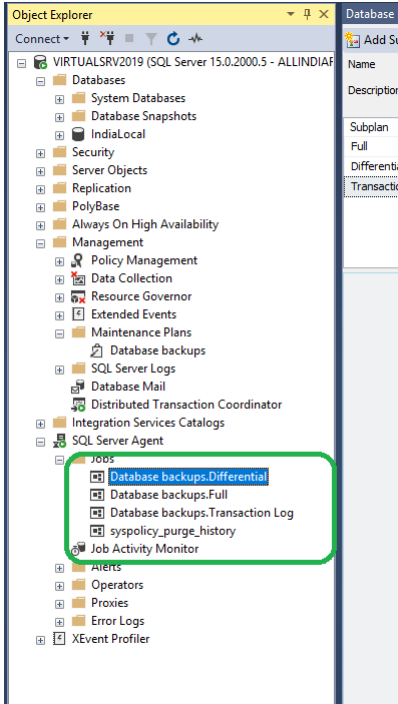 Object Explorer
Database
Connect
Add Su
VIRTUALSRV2019 (SQL Server 15.0.2000.5 - ALLINDIAF
Name
Databases
System Databases
Description
Database Snapshots
IndiaLocal
Subplan
Security
Full
Server Objects
Differentia
Replication
Transactio
PolyBase
Always On High Availability
Management
Policy Management
Data Collection
Resource Governor
Extended Events
Maintenance Plans
Database backups
SQL Server Logs
Database Mail
Distributed Transaction Coordinator
Integration Services Catalogs
SQL Server Agent
Jobs
Database backups.Differential
Database backups.Full
Database backups.Transaction Log
syspolicy_purge_history
Job Activity Monitor
Alerts
Operators
Proxies
Error Logs
XEvent Profiler